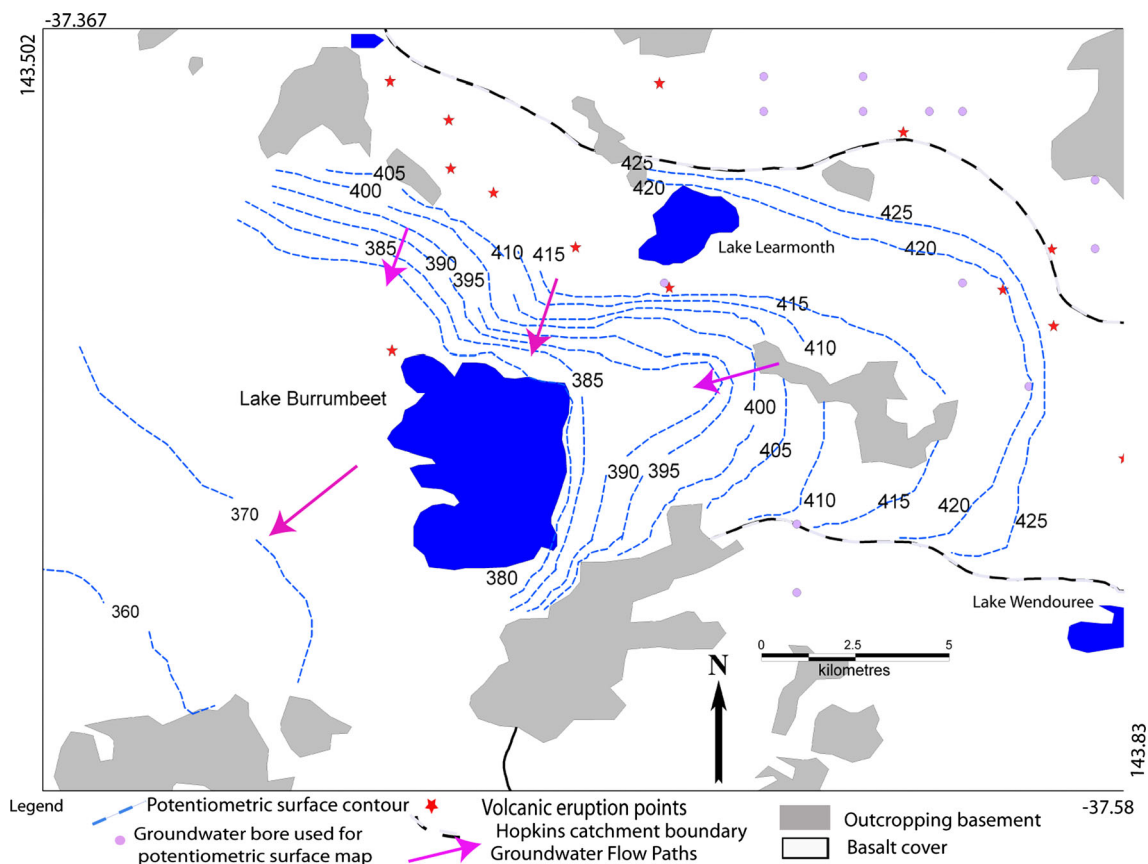 -37.367
143.502
425
405
420
400
425
410
415
385
390
395
420
Lake Learmonth
415
410
385
Lake Burrumbeet
400
405
390
395
410
415
420
425
370
380
360
Lake Wendouree
0 2.5 5
kilometres
N
143.83
-37.58
Legend
Potentiometric surface contour
Volcanic eruption points
Hopkins catchment boundary
Groundwater bore used for
potentiometric surface map
Groundwater Flow Paths
Outcropping basement
Basalt cover